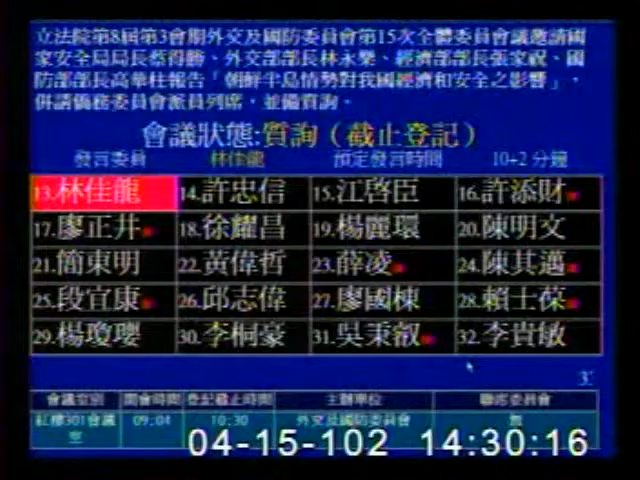 立法院第8屆第3會期外交及國防委員會第15次全體委員會議邀請國
家安全局局長蔡得勝、外交部部長林永樂、經濟部部長張家祝、國
防部部長高華柱報告「朝鮮半島情勢對我國經濟和安全之影響」，
併請僑務委員會派員列席，並備質詢。
會議狀態:質詢（截止登記）
發言委員 林佳龍 預定發言時間 10+2 分鐘
13.林佳龍 14.許忠信 15.江啓臣 16.許添財
17.廖正井 18.徐耀昌 19.楊麗環 20.陳明文
21.簡東明 22.黃偉哲 23.薛凌 24.陳其邁
25.段宜康 26.邱志偉 27.廖國棟 28.賴士葆
29.楊瓊瓔 30.李桐豪 31.吳秉叡 32.李貴敏
會議室別 開會時間 登記截止時間 主辦單位 聯席委員會
紅樓301會議室 09:04 10:30 外交及國防委員會 無
04-15-102 14:30:16